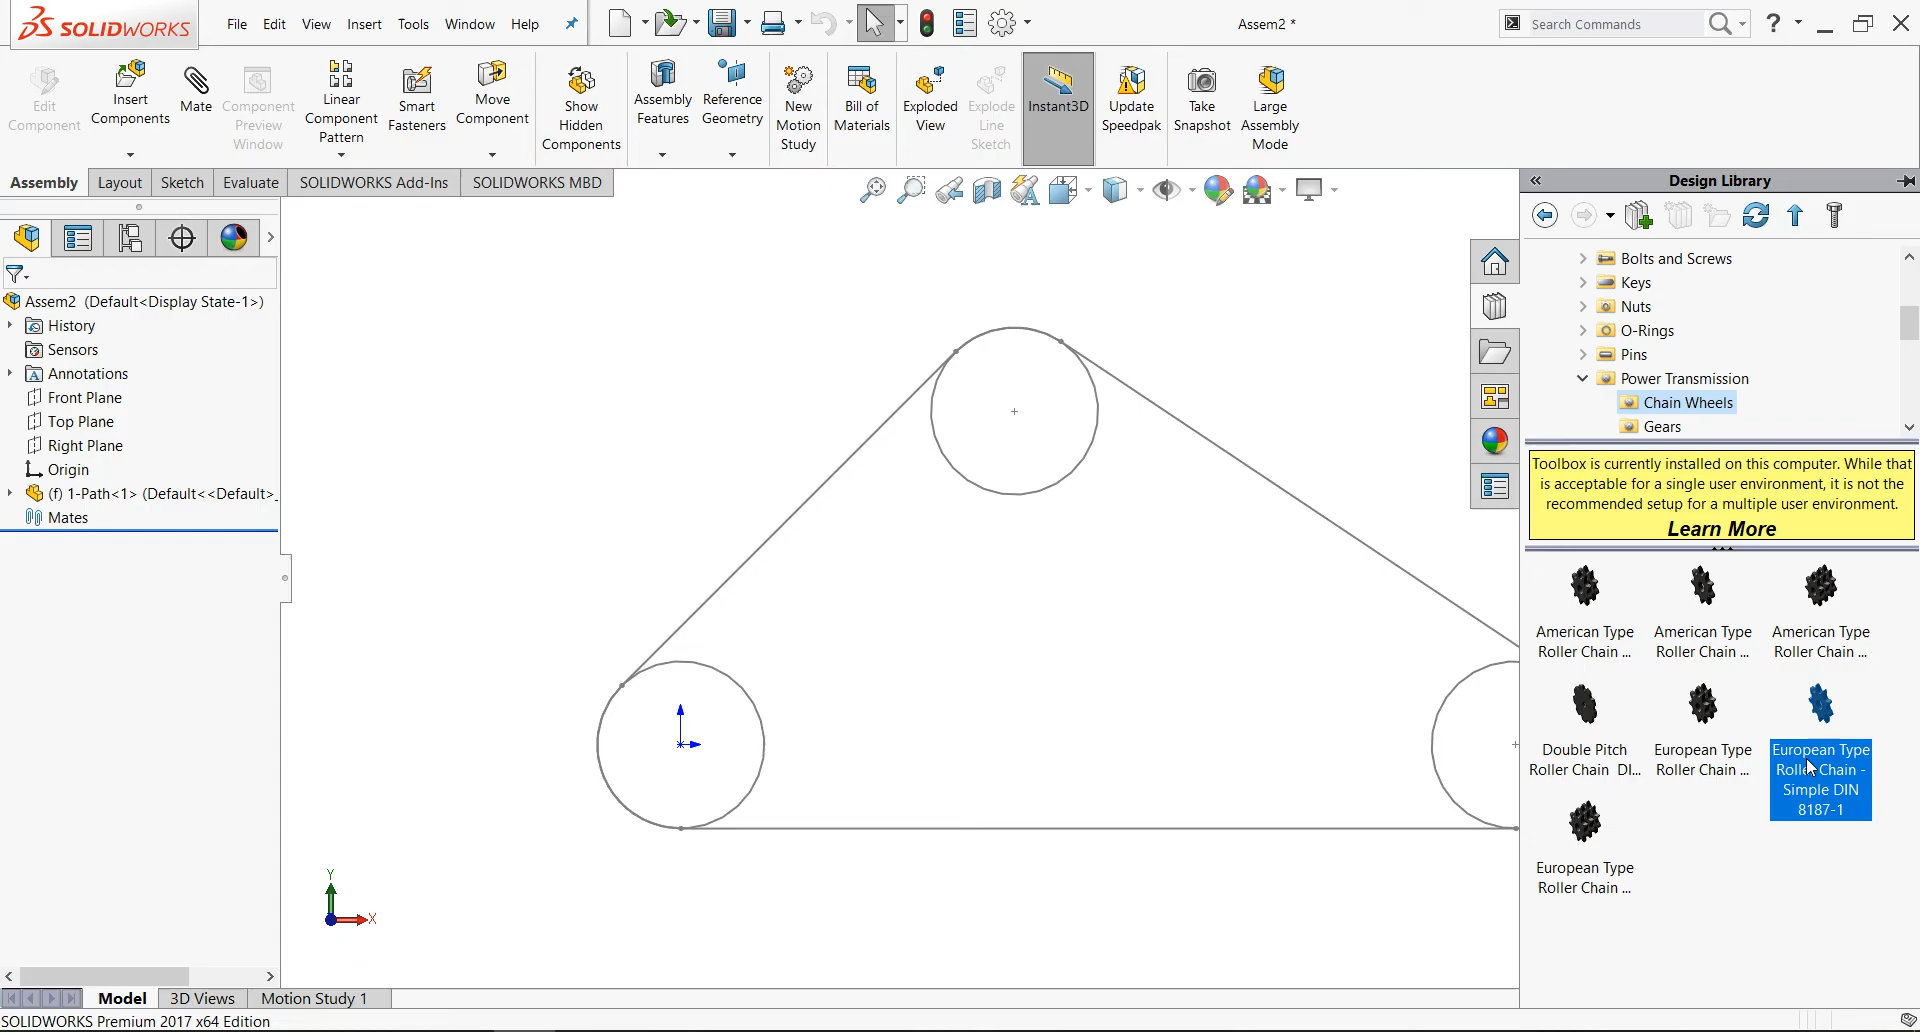 SOLIDWORKS
File Edit View Insert Tools Window Help
Assem2 *
Search Commands
?
Edit Component
Insert Components
Mate
Component Preview Window
Linear Component Pattern
Smart Fasteners
Move Component
Show Hidden Components
Assembly Features
Reference Geometry
New Motion Study
Bill of Materials
Exploded View
Explode Line Sketch
Instant3D
Update Speedpak
Take Snapshot
Large Assembly Mode
Assembly Layout Sketch Evaluate SOLIDWORKS Add-Ins SOLIDWORKS MBD
Design Library
Assem2 (Default<Display State-1>)
History
Sensors
Annotations
Front Plane
Top Plane
Right Plane
Origin
(f) 1-Path<1> (Default<<Default>_
Mates
Y
X
Bolts and Screws
Keys
Nuts
O-Rings
Pins
Power Transmission
Chain Wheels
Gears
Toolbox is currently installed on this computer. While that
is acceptable for a single user environment, it is not the
recommended setup for a multiple user environment.
Learn More
American Type
Roller Chain ...
American Type
Roller Chain ...
American Type
Roller Chain ...
Double Pitch
Roller Chain DI...
European Type
Roller Chain ...
European Type
Roller Chain -
Simple DIN
8187-1
European Type
Roller Chain ...
Model 3D Views Motion Study 1
SOLIDWORKS Premium 2017 x64 Edition